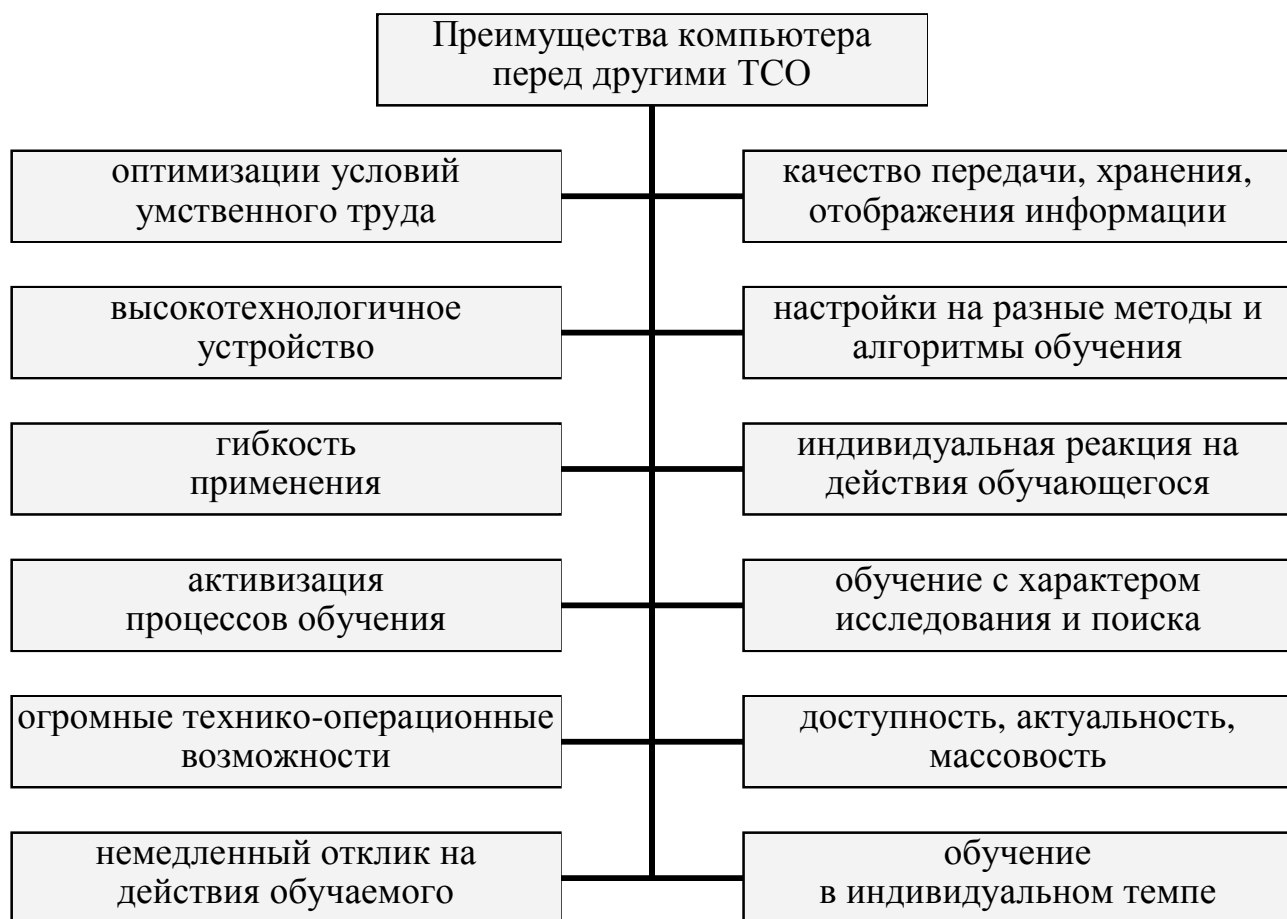 Преимущества компьютера
перед другими ТСО
оптимизации условий
умственного труда
качество передачи, хранения,
отображения информации
высокотехнологичное
устройство
настройки на разные методы и
алгоритмы обучения
гибкость
применения
индивидуальная реакция на
действия обучающегося
активизация
процессов обучения
обучение с характером
исследования и поиска
огромные технико-операционные
возможности
доступность, актуальность,
массовость
немедленный отклик на
действия обучаемого
обучение
в индивидуальном темпе